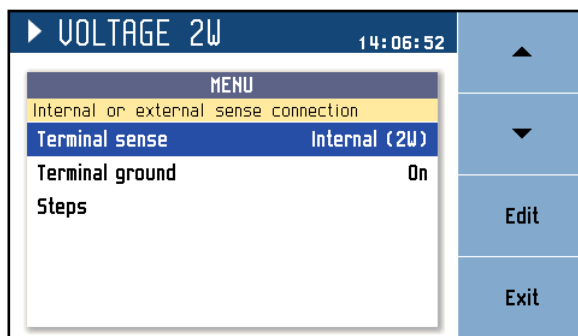 VOLTAGE 2W
14:06:52
MENU
Internal or external sense connection
Terminal sense Internal (2W)
Terminal ground On
Steps
Edit
Exit